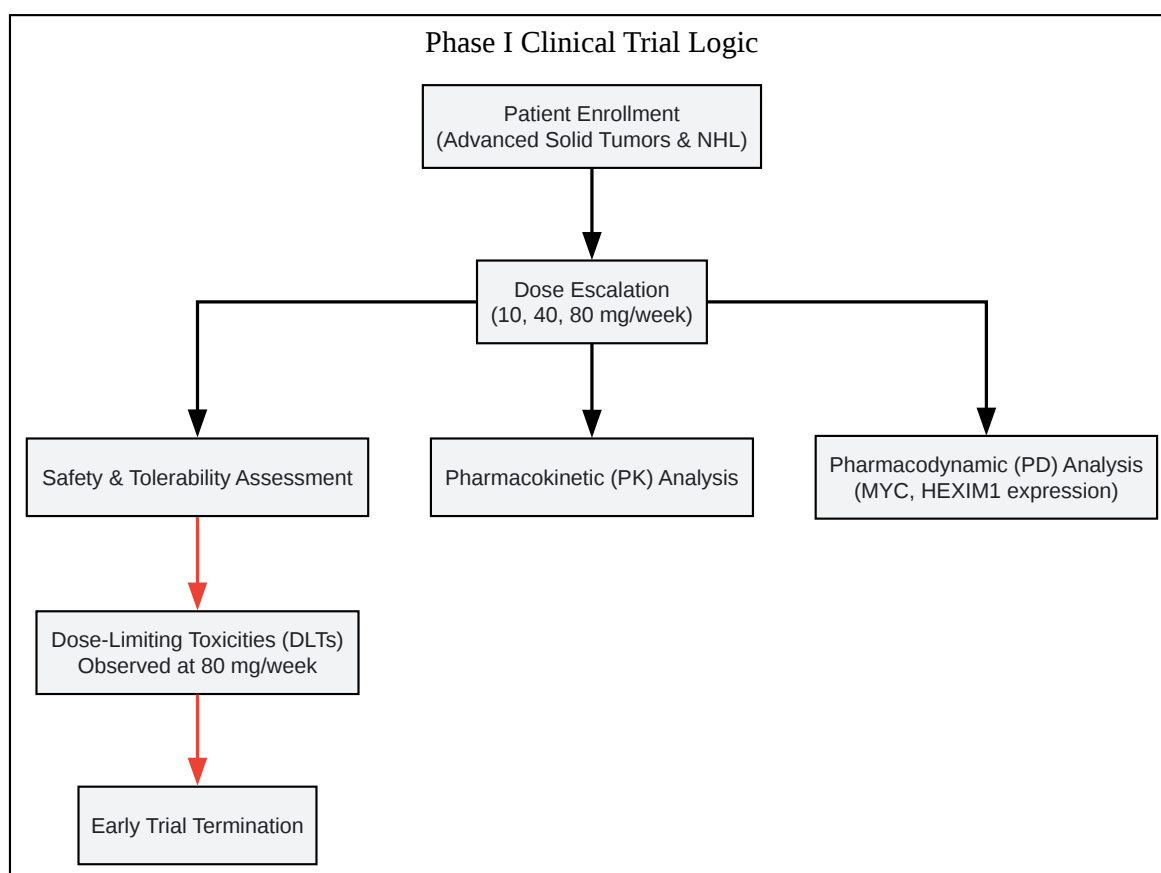 Phase I Clinical Trial Logic
Patient Enrollment
(Advanced Solid Tumors & NHL)
Dose Escalation
(10, 40, 80 mg/week)
Safety & Tolerability Assessment
Pharmacokinetic (PK) Analysis
Pharmacodynamic (PD) Analysis
(MYC, HEXIM1 expression)
Dose-Limiting Toxicities (DLTs)
Observed at 80 mg/week
Early Trial Termination